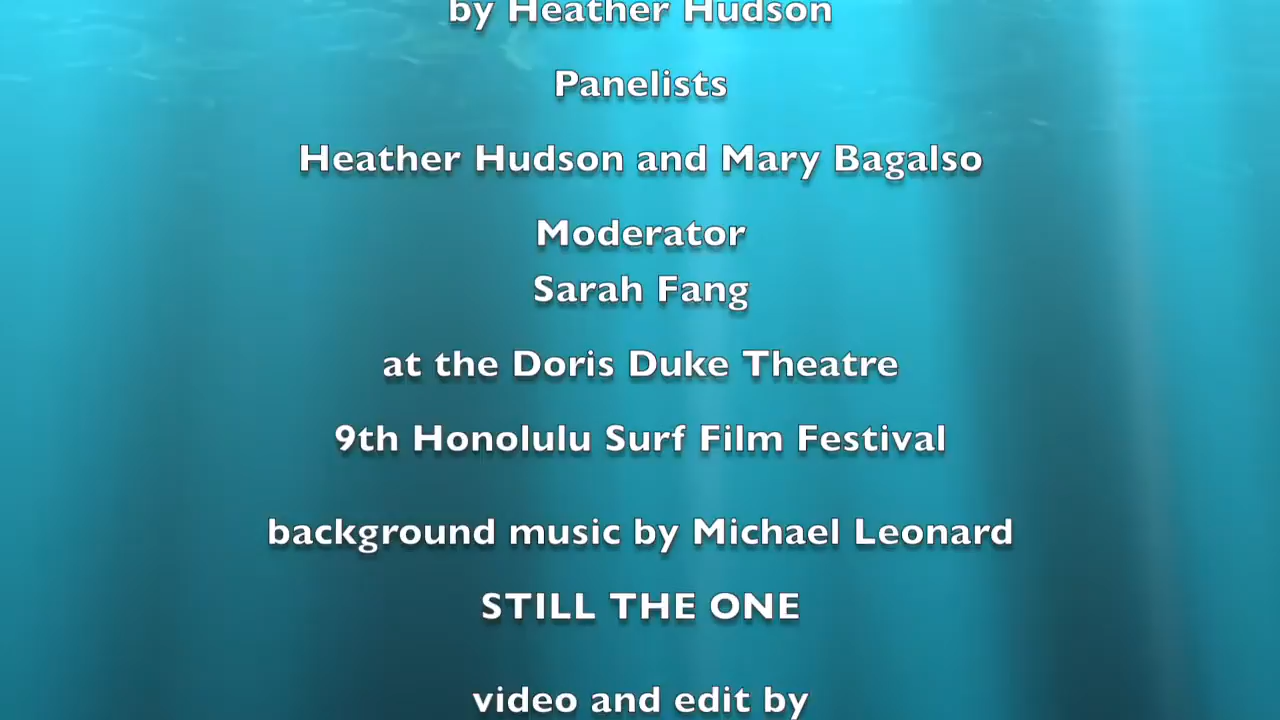 by Heather Hudson
Panelists
Heather Hudson and Mary Bagalso
Moderator
Sarah Fang
at the Doris Duke Theatre
9th Honolulu Surf Film Festival
background music by Michael Leonard
STILL THE ONE
video and edit by